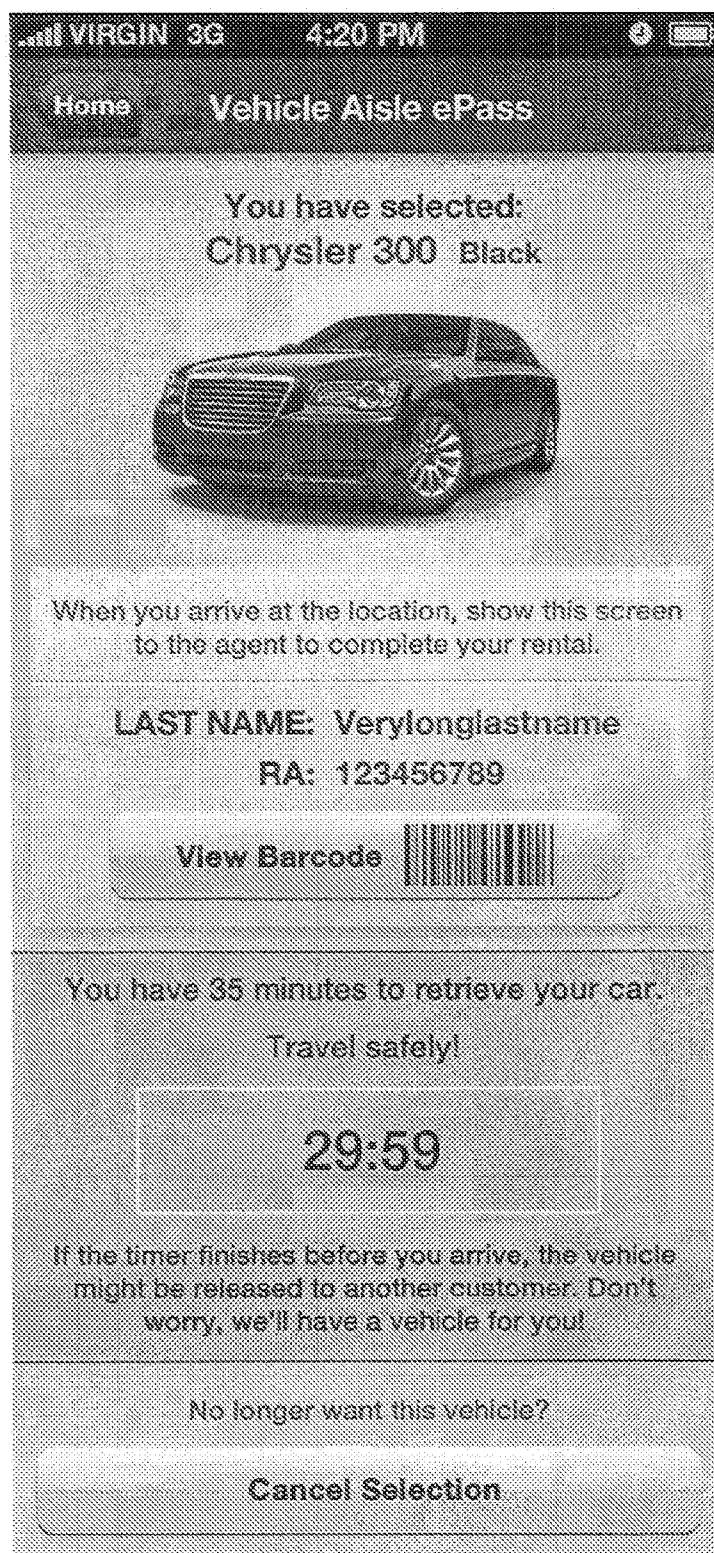 VIRGIN 3G 4:20 PM
Home Vehicle Aisle ePass
You have selected:
Chrysler 300 Black
When you arrive at the location, show this screen
to the agent to complete your rental.
LAST NAME: Verylonglastname
RA: 123456789
View Barcode
You have 35 minutes to retrieve your car.
Travel safely!
29:59
If the timer finishes before you arrive, the vehicle
might be released to another customer. Don't
worry, we'll have a vehicle for you!
No longer want this vehicle?
Cancel Selection